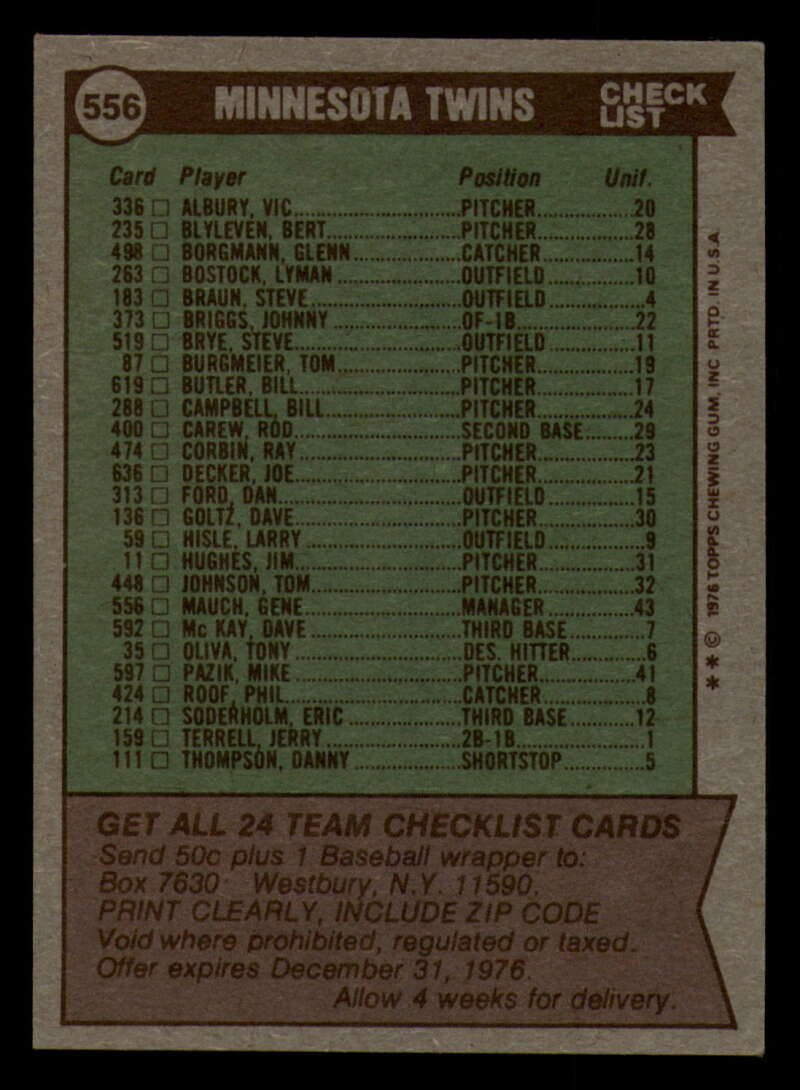 556 MINNESOTA TWINS CHECK LIST
Card Player Position Unif.
336 □ ALBURY, VIC..........PITCHER..........20
235 □ BLYLEVEN, BERT..........PITCHER..........28
498 □ BORGMANN, GLENN..........CATCHER..........14
263 □ BOSTOCK, LYMAN..........OUTFIELD..........10
183 □ BRAUN, STEVE..........OUTFIELD..........4
373 □ BRIGGS, JOHNNY..........OF-1B..........22
519 □ BRYE, STEVE..........OUTFIELD..........11
87 □ BURGMEIER, TOM..........PITCHER..........19
619 □ BUTLER, BILL..........PITCHER..........17
288 □ CAMPBELL, BILL..........PITCHER..........24
400 □ CAREW, ROD..........SECOND BASE..........29
474 □ CORBIN, RAY..........PITCHER..........23
636 □ DECKER, JOE..........PITCHER..........21
313 □ FORD, DAN..........OUTFIELD..........15
136 □ GOLTZ, DAVE..........PITCHER..........30
59 □ HISLE, LARRY..........OUTFIELD..........9
11 □ HUGHES, JIM..........PITCHER..........31
448 □ JOHNSON, TOM..........PITCHER..........32
556 □ MAUCH, GENE..........MANAGER..........43
592 □ Mc KAY, DAVE..........THIRD BASE..........7
35 □ OLIVA, TONY..........DES. HITTER..........6
597 □ PAZIK, MIKE..........PITCHER..........41
424 □ ROOF, PHIL..........CATCHER..........8
214 □ SODERHOLM, ERIC..........THIRD BASE..........12
159 □ TERRELL, JERRY..........2B-1B..........1
111 □ THOMPSON, DANNY..........SHORTSTOP..........5
GET ALL 24 TEAM CHECKLIST CARDS
Send 50c plus 1 Baseball wrapper to:
Box 7630 Westbury, N.Y. 11590.
PRINT CLEARLY, INCLUDE ZIP CODE
Void where prohibited, regulated or taxed.
Offer expires December 31, 1976.
Allow 4 weeks for delivery.
* * © 1976 TOPPS CHEWING GUM, INC PRTD. IN U.S.A.